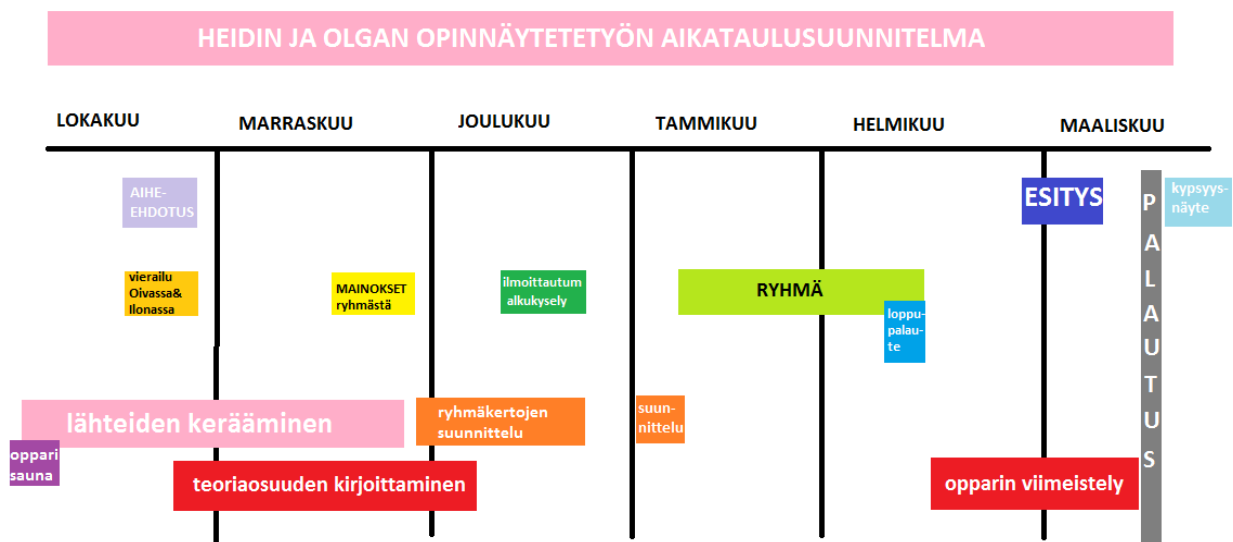 HEIDIN JA OLGAN OPINNÄYTETETYÖN AIKATAULUSUUNNITELMA
LOKAKUU
MARRASKUU
JOULUKUU
TAMMIKUU
HELMIKUU
MAALISKUU
AIHE-
EHDOTUS
ESITYS
PALAUTUS
kypsyys-
näyte
vierailu
Oivassa&
Ilonassa
MAINOKSET
ryhmästä
ilmoittautum
alkukysely
RYHMÄ
loppu-
palau-
te
lähteiden kerääminen
ryhmäkertojen
suunnittelu
suun-
nittelu
oppari
sauna
teoriaosuuden kirjoittaminen
opparin viimeistely